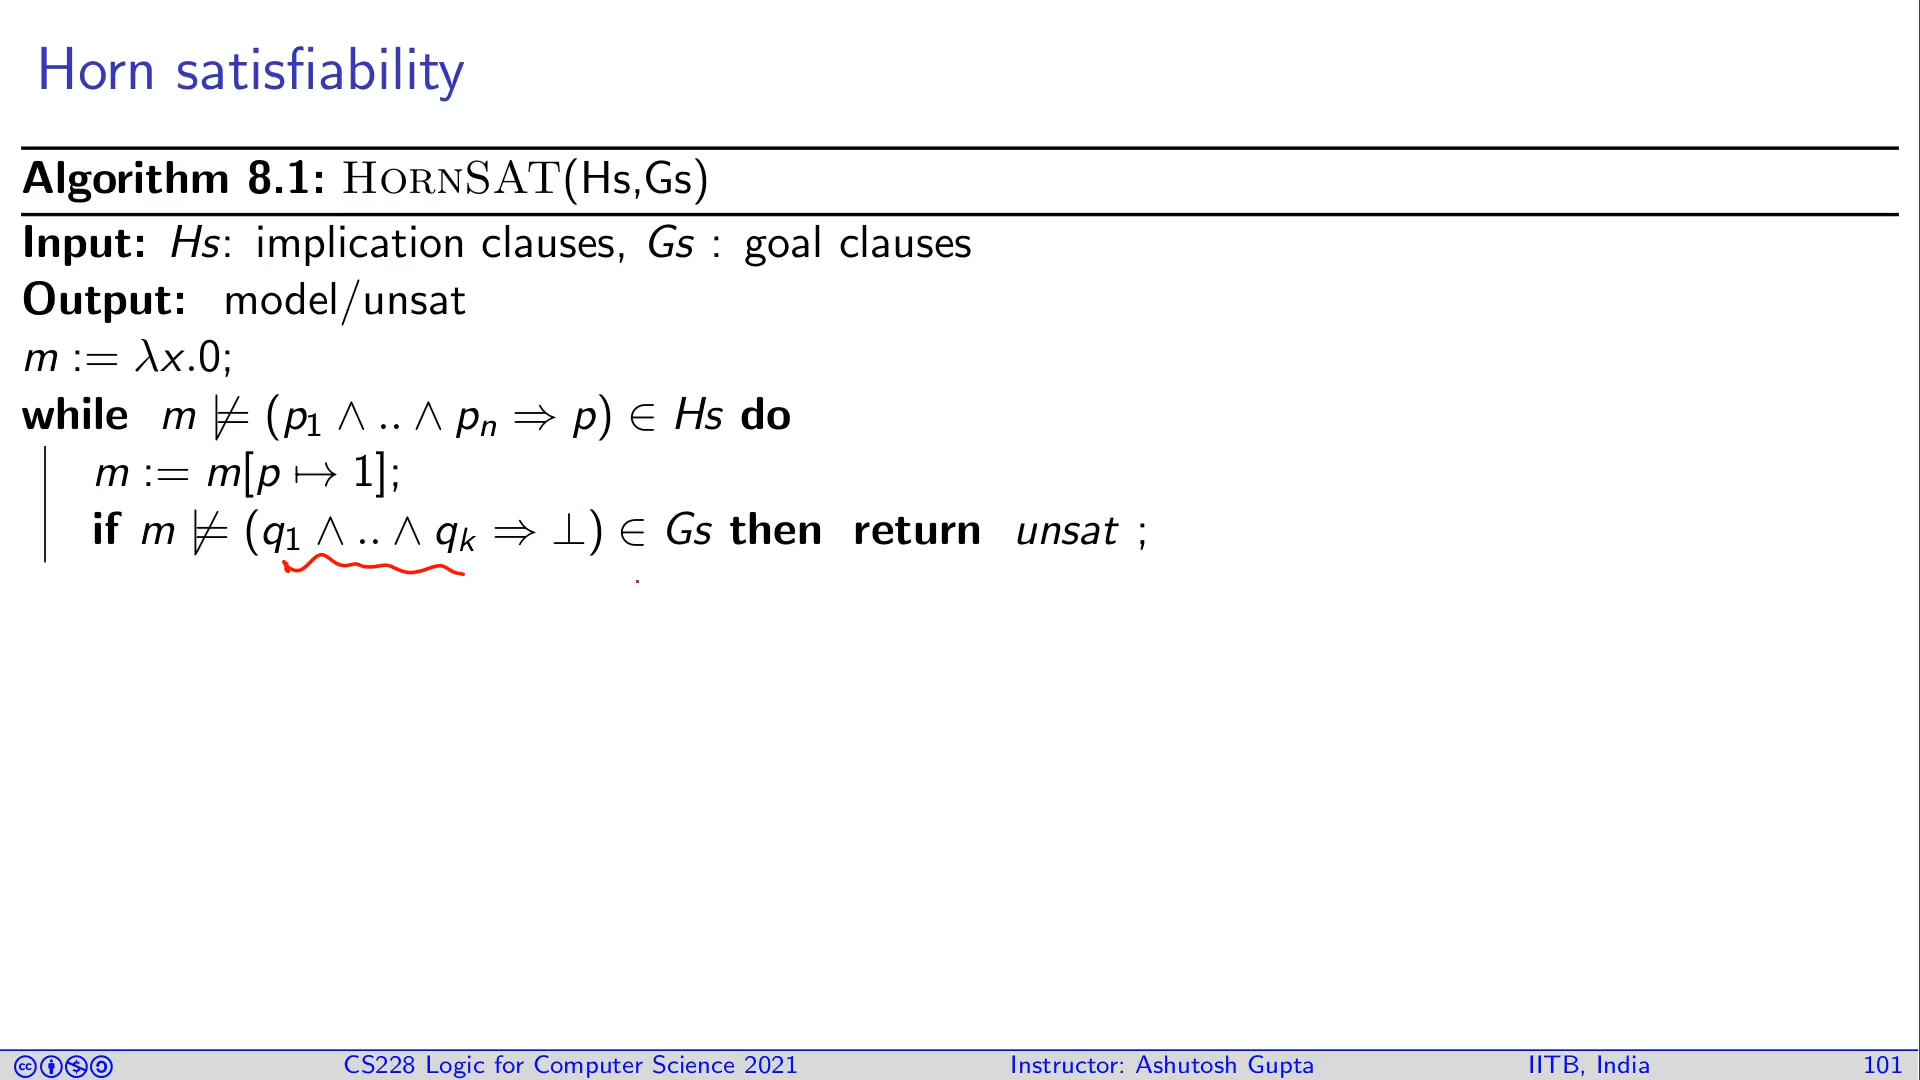 Horn satisfiability
Algorithm 8.1: HORNSAT(Hs,Gs)
Input: Hs: implication clauses, Gs : goal clauses
Output: model/unsat
m := λx.0;
while m ⊭ (p₁ ∧ .. ∧ pₙ ⇒ p) ∈ Hs do
m := m[p ↦ 1];
if m ⊭ (q₁ ∧ .. ∧ qₖ ⇒ ⊥) ∈ Gs then return unsat ;
CS228 Logic for Computer Science 2021 Instructor: Ashutosh Gupta IITB, India 101